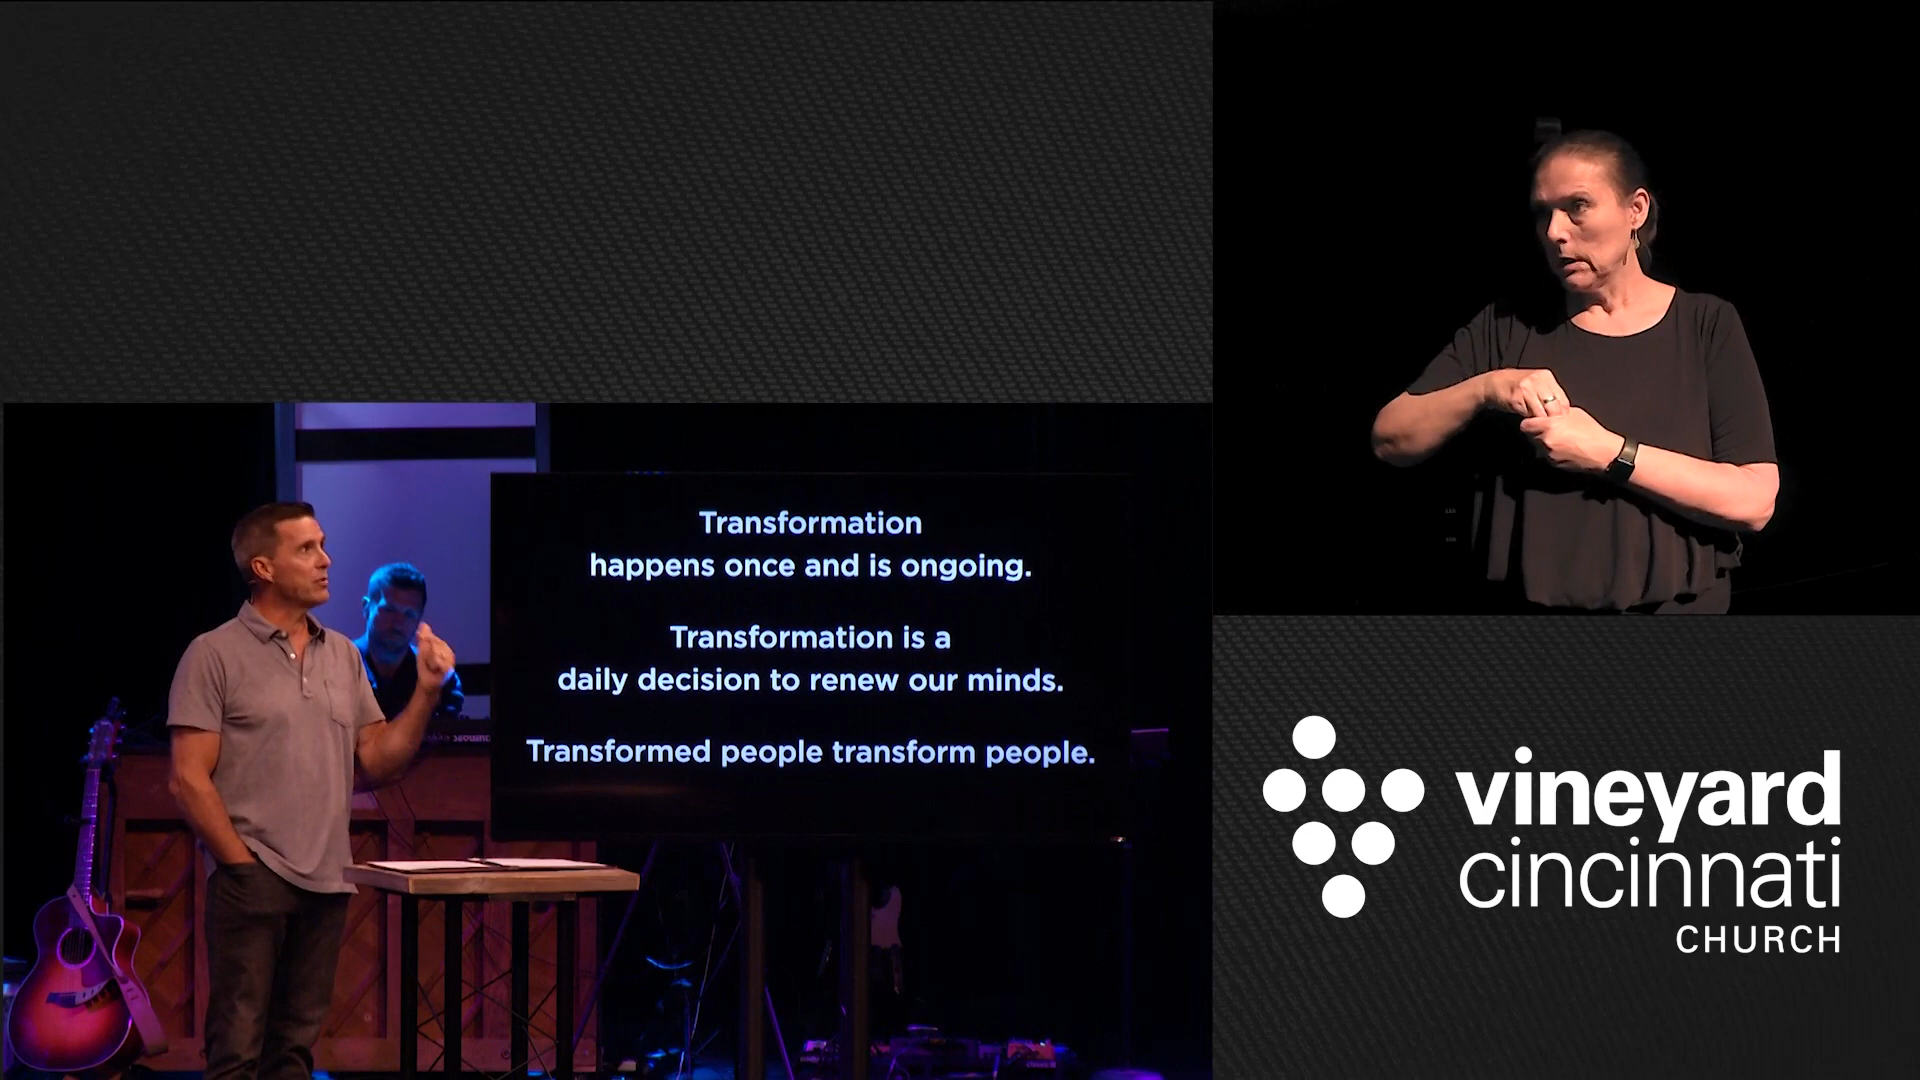 Transformation
happens once and is ongoing.
Transformation is a
daily decision to renew our minds.
Transformed people transform people.
vineyard
cincinnati
CHURCH